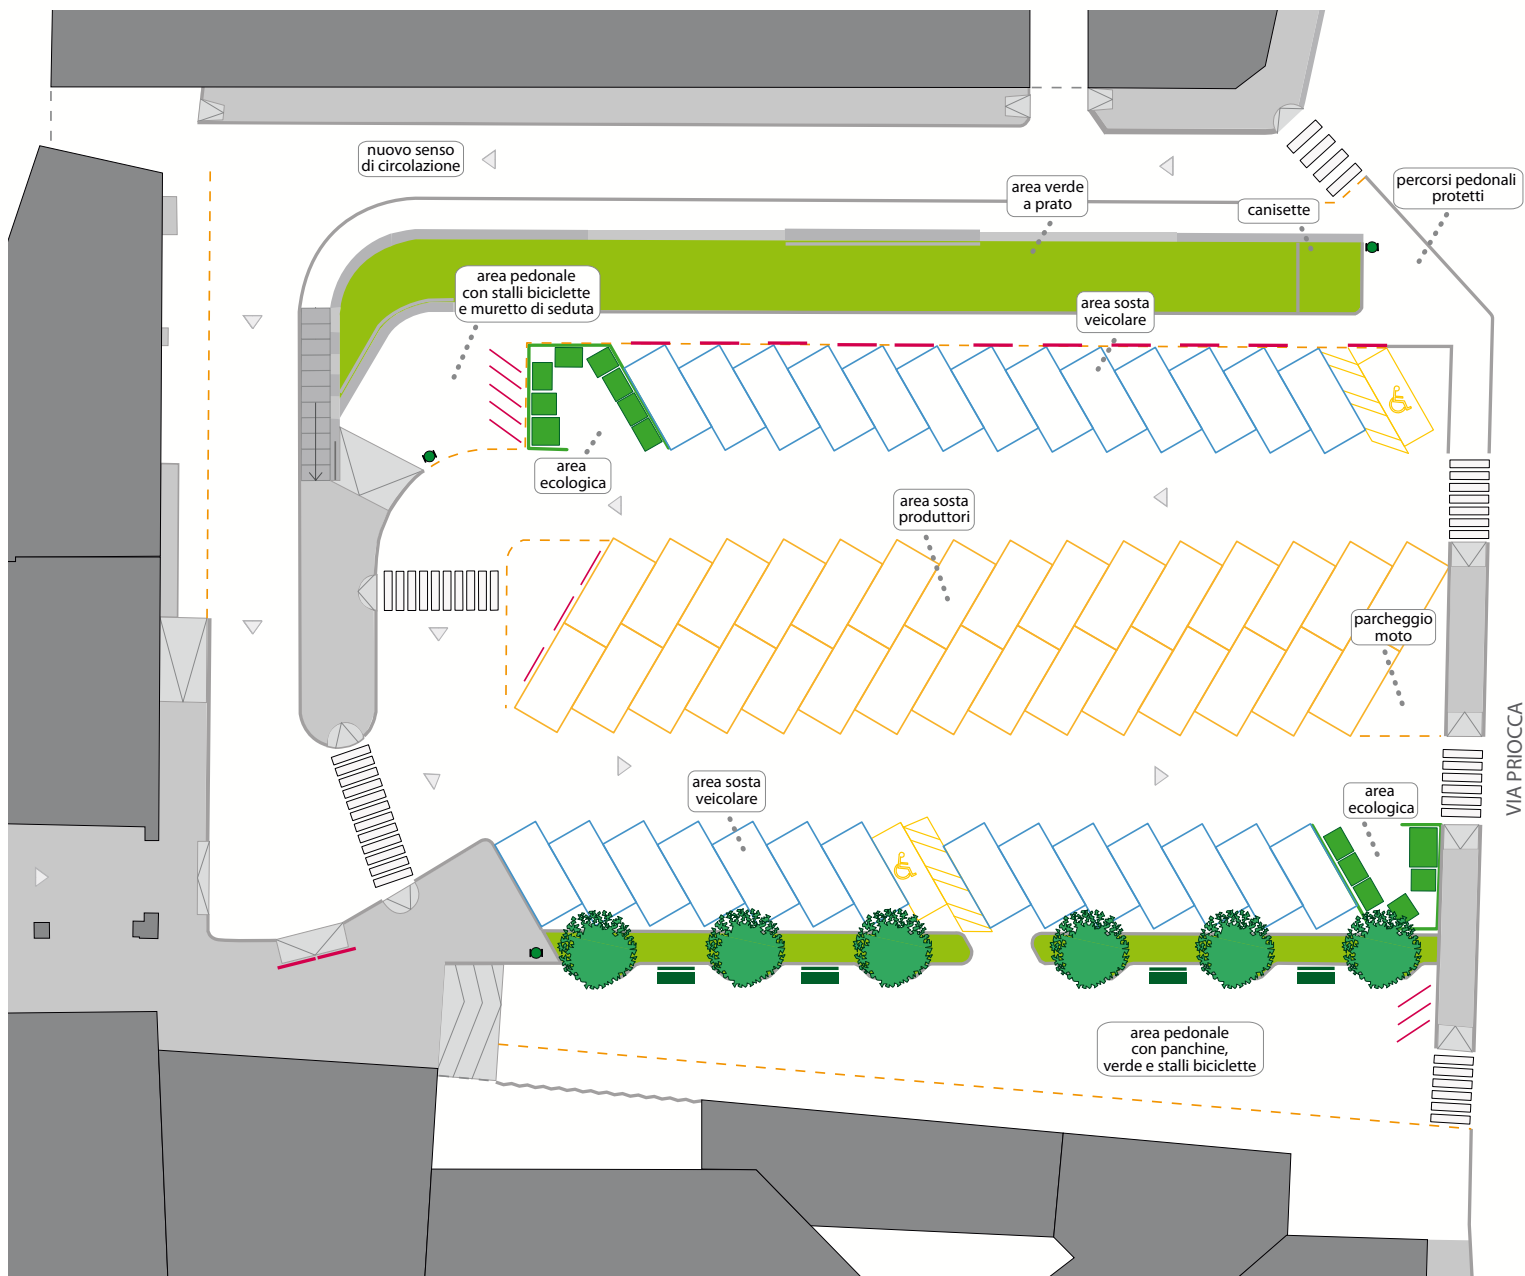 nuovo senso
di circolazione
area verde
a prato
canisette
percorsi pedonali
protetti
area pedonale
con stalli biciclette
e muretto di seduta
area sosta
veicolare
area
ecologica
area sosta
produttori
parcheggio
moto
VIA PRIOCCA
area sosta
veicolare
area
ecologica
area pedonale
con panchine,
verde e stalli biciclette